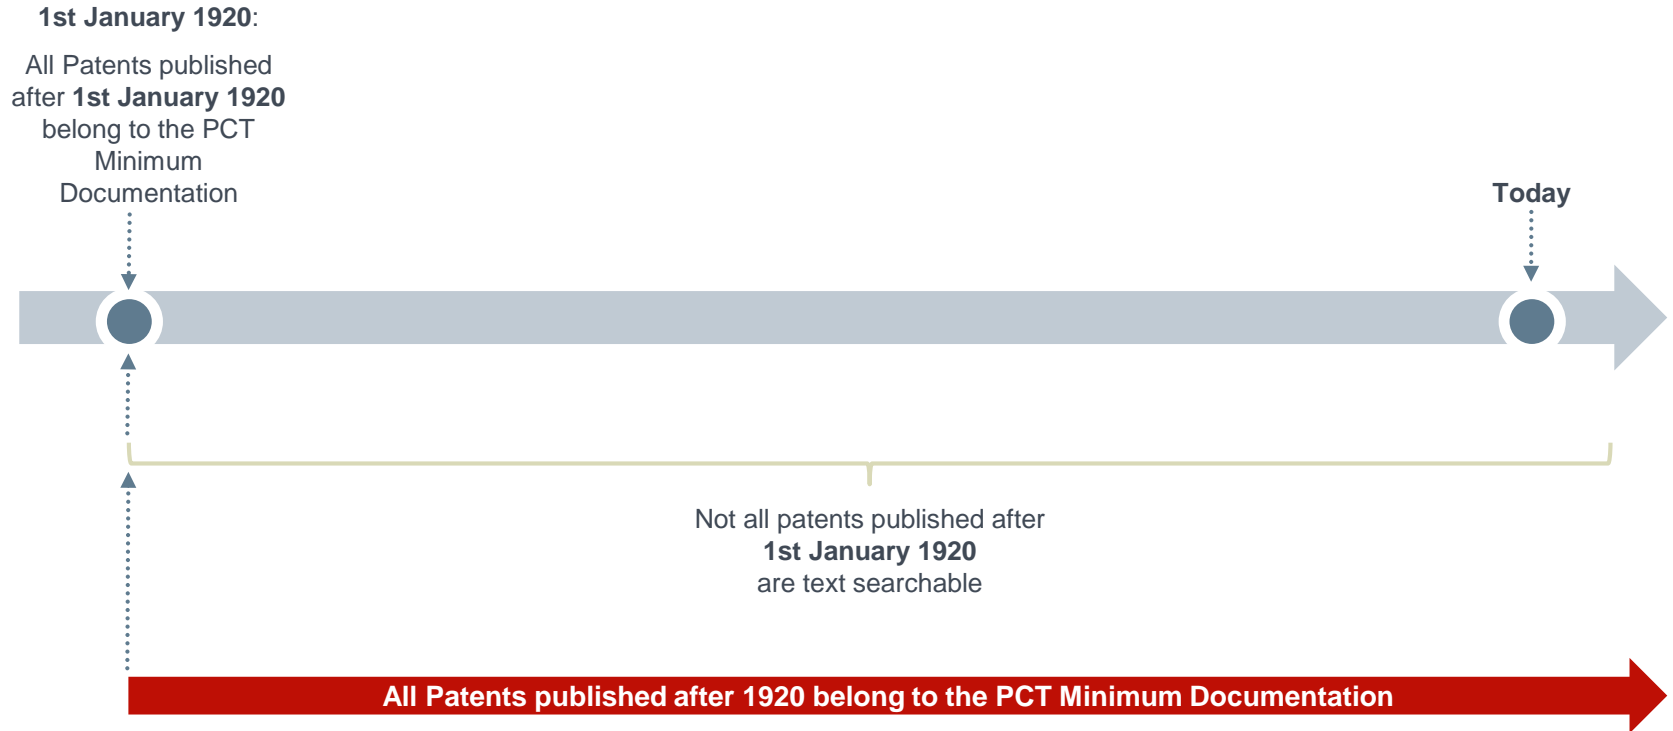 1st January 1920:
All Patents published
after 1st January 1920
belong to the PCT
Minimum
Documentation
Today
Not all patents published after
1st January 1920
are text searchable
All Patents published after 1920 belong to the PCT Minimum Documentation